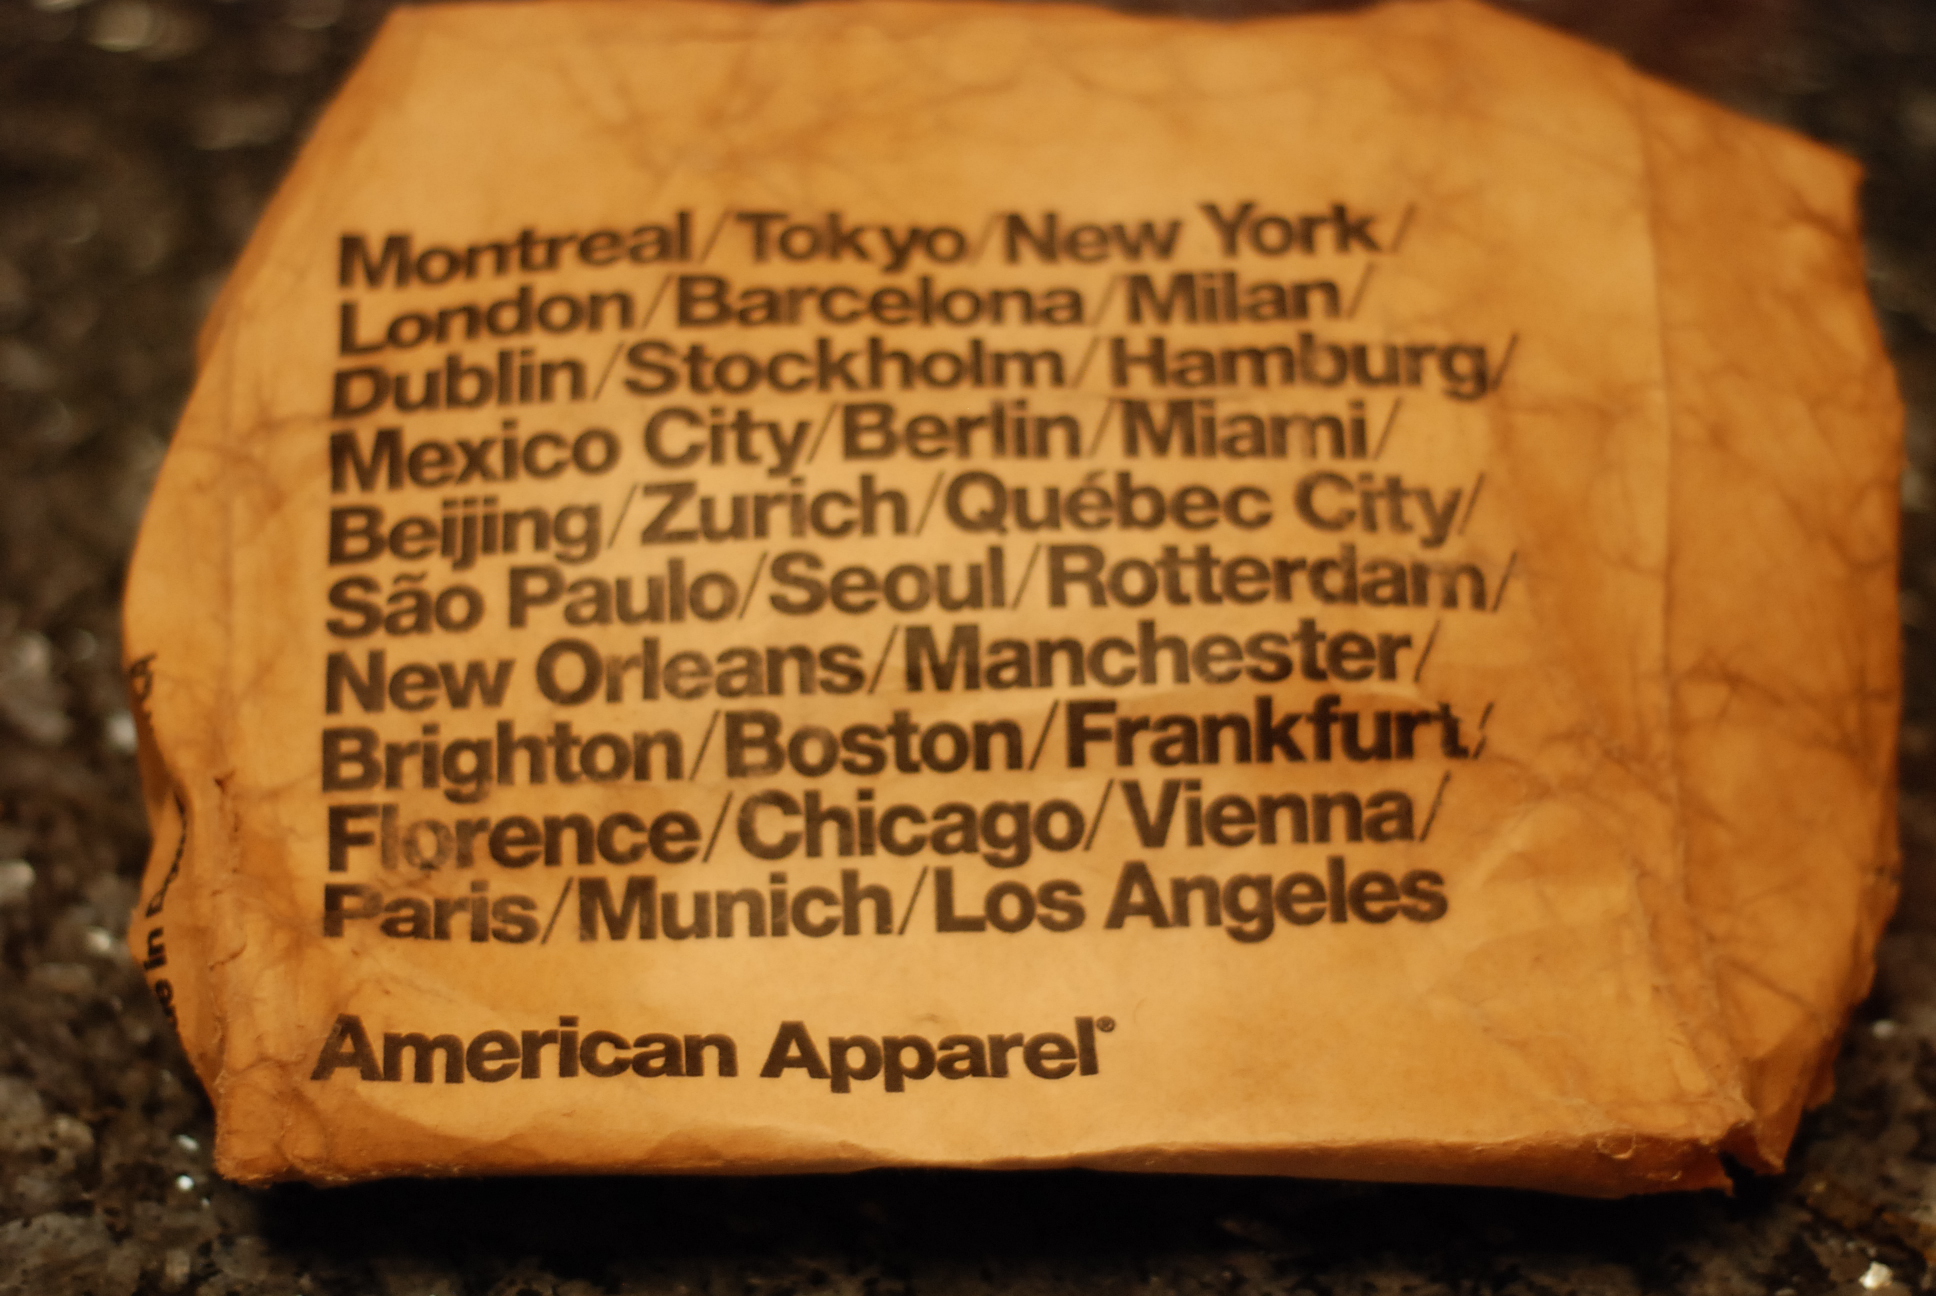 Montreal/Tokyo/New York/
London/Barcelona/Milan/
Dublin/Stockholm/Hamburg/
Mexico City/Berlin/Miami/
Beijing/Zurich/Québec City/
São Paulo/Seoul/Rotterdam/
New Orleans/Manchester/
Brighton/Boston/Frankfurt/
Florence/Chicago/Vienna/
Paris/Munich/Los Angeles
American Apparel®
in